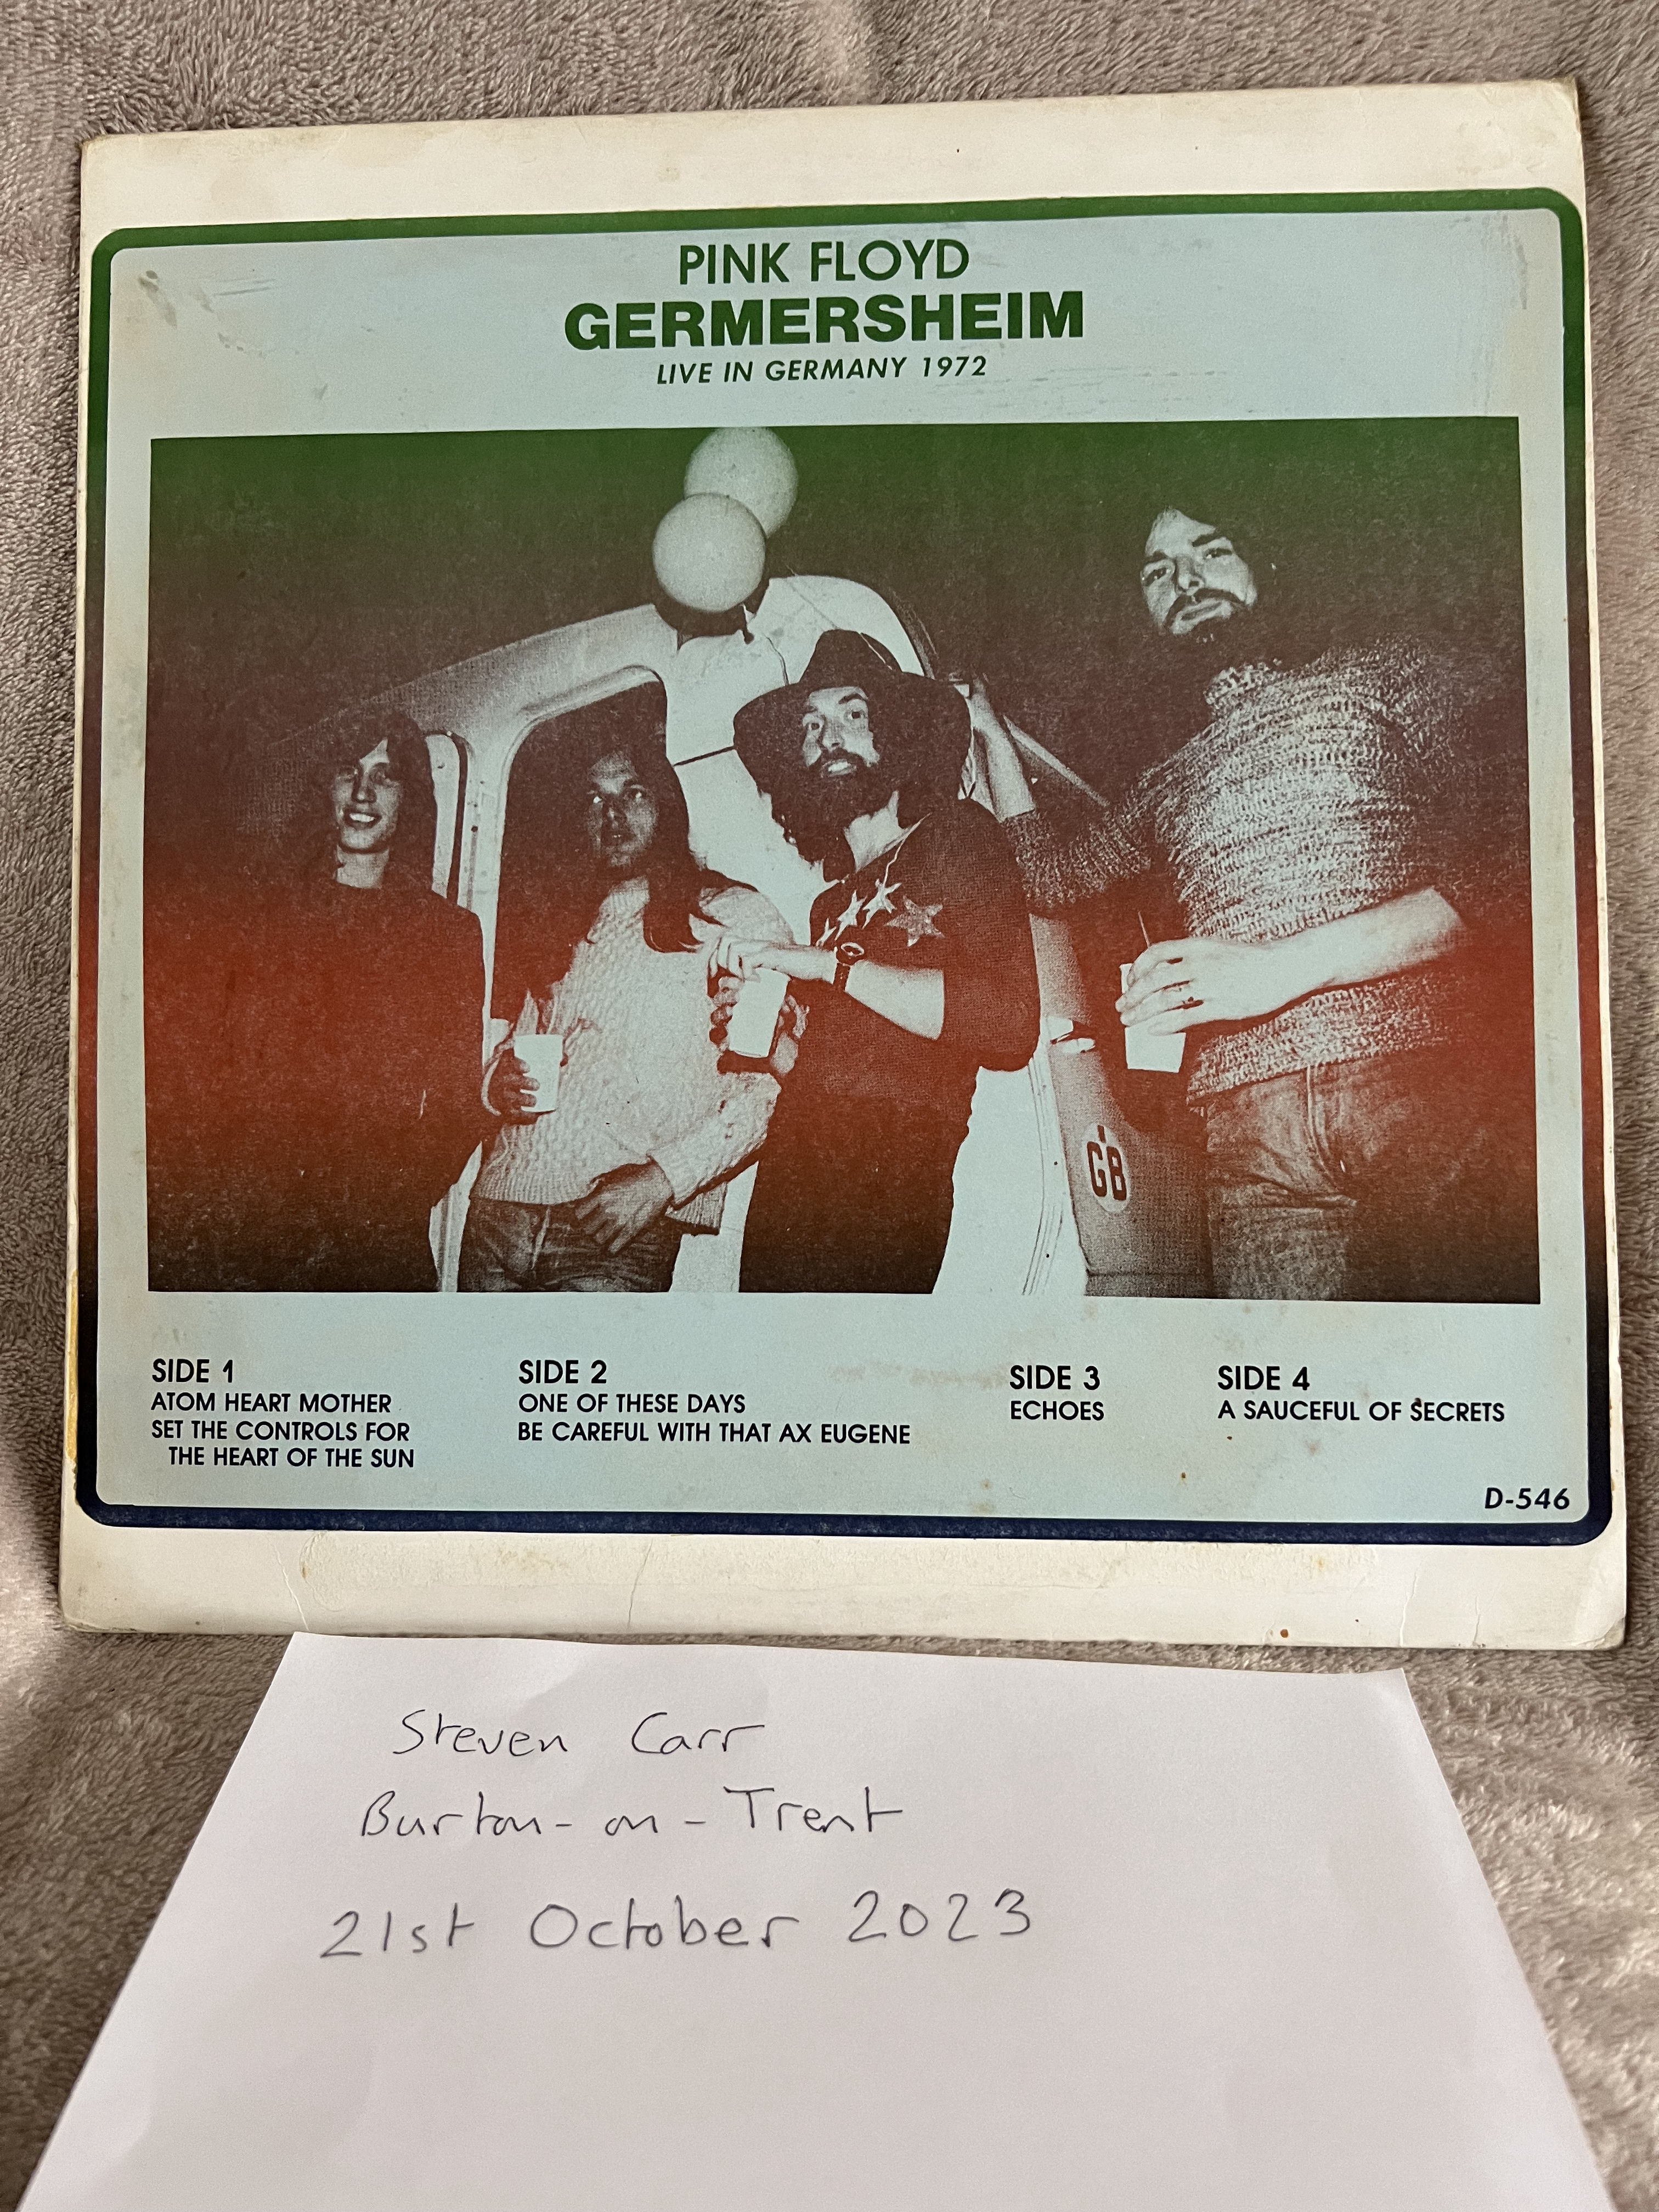 PINK FLOYD
GERMERSHEIM
LIVE IN GERMANY 1972
GB
SIDE 1
ATOM HEART MOTHER
SET THE CONTROLS FOR
THE HEART OF THE SUN
SIDE 2
ONE OF THESE DAYS
BE CAREFUL WITH THAT AX EUGENE
SIDE 3
ECHOES
SIDE 4
A SAUCEFUL OF SECRETS
D-546
Steven Carr
Burton-on-Trent
21st October 2023